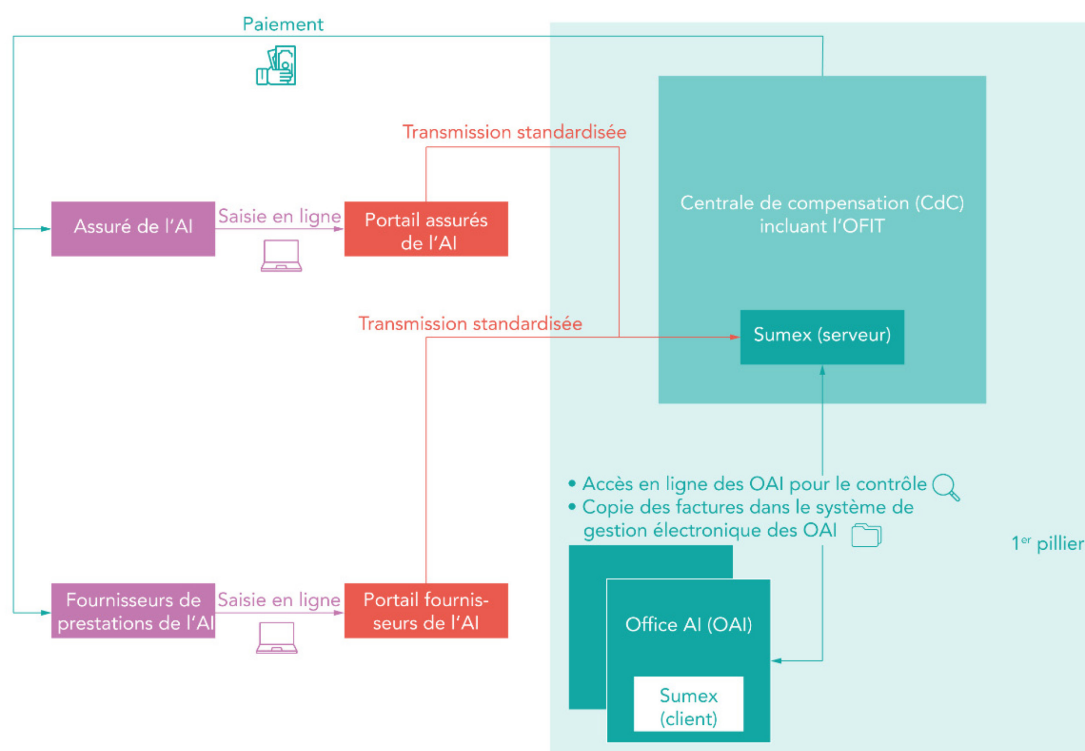 Paiement
Transmission standardisée
Centrale de compensation (CdC)
incluant l'OFIT
Assuré de l'AI
Saisie en ligne
Portail assurés
de l'AI
Transmission standardisée
Sumex (serveur)
• Accès en ligne des OAI pour le contrôle
• Copie des factures dans le système de
gestion électronique des OAI
1er pillier
Fournisseurs de
prestations de l'AI
Saisie en ligne
Portail fournis-
seurs de l'AI
Office AI (OAI)
Sumex
(client)